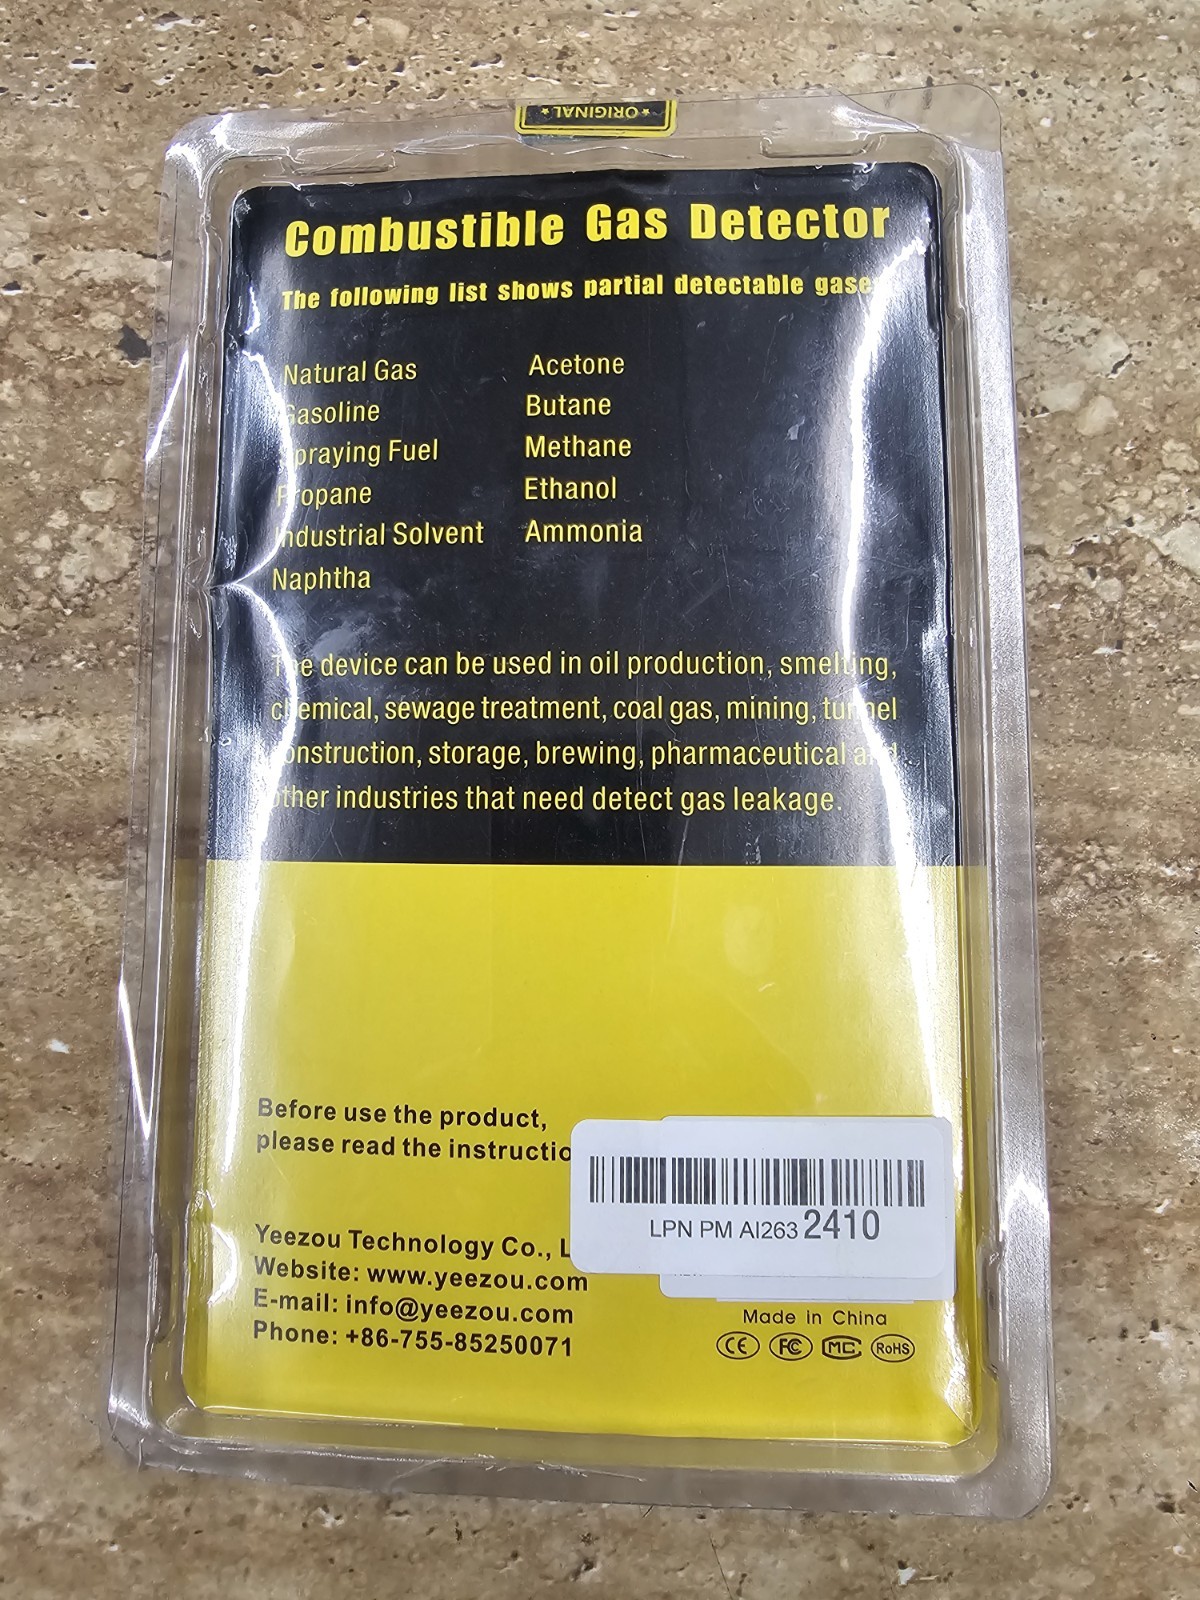 ★ORIGINAL★
Combustible Gas Detector
The following list shows partial detectable gases
Natural Gas
Gasoline
Spraying Fuel
Propane
Industrial Solvent
Naphtha
Acetone
Butane
Methane
Ethanol
Ammonia
The device can be used in oil production, smelting,
chemical, sewage treatment, coal gas, mining, tunnel
construction, storage, brewing, pharmaceutical and
other industries that need detect gas leakage.
Before use the product,
please read the instructio
Yeezou Technology Co., L
Website: www.yeezou.com
E-mail: info@yeezou.com
Phone: +86-755-85250071
LPN PM AI263 2410
Made in China
CE FC MC RoHS